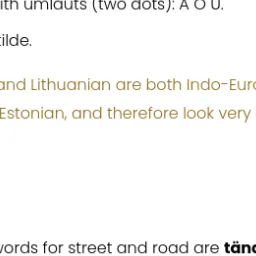 ith umlauts (two dots): A O U.
ilde.
and Lithuanian are both Indo-Euro
Estonian, and therefore look very
words for street and road are tän